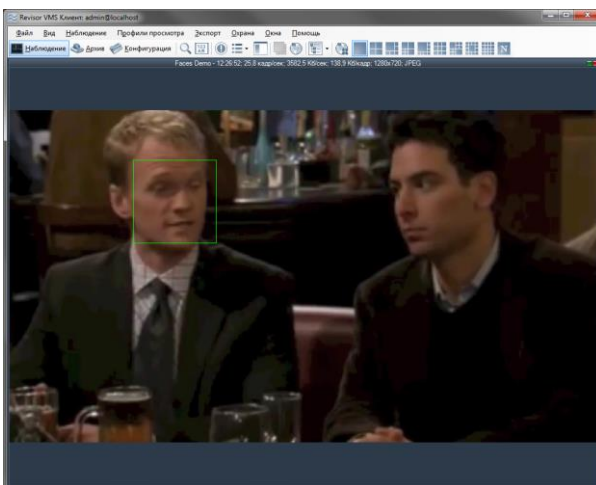 Revisor VMS Клиент: admin@localhost
Файл Вид Наблюдение Профили просмотра Экспорт Охрана Окна Помощь
Наблюдение Архив Конфигурация
Faces Demo - 12:26:52; 25,8 кадр/сек; 3582,5 Кб/сек; 138,9 Кб/кадр; 1280x720; JPEG